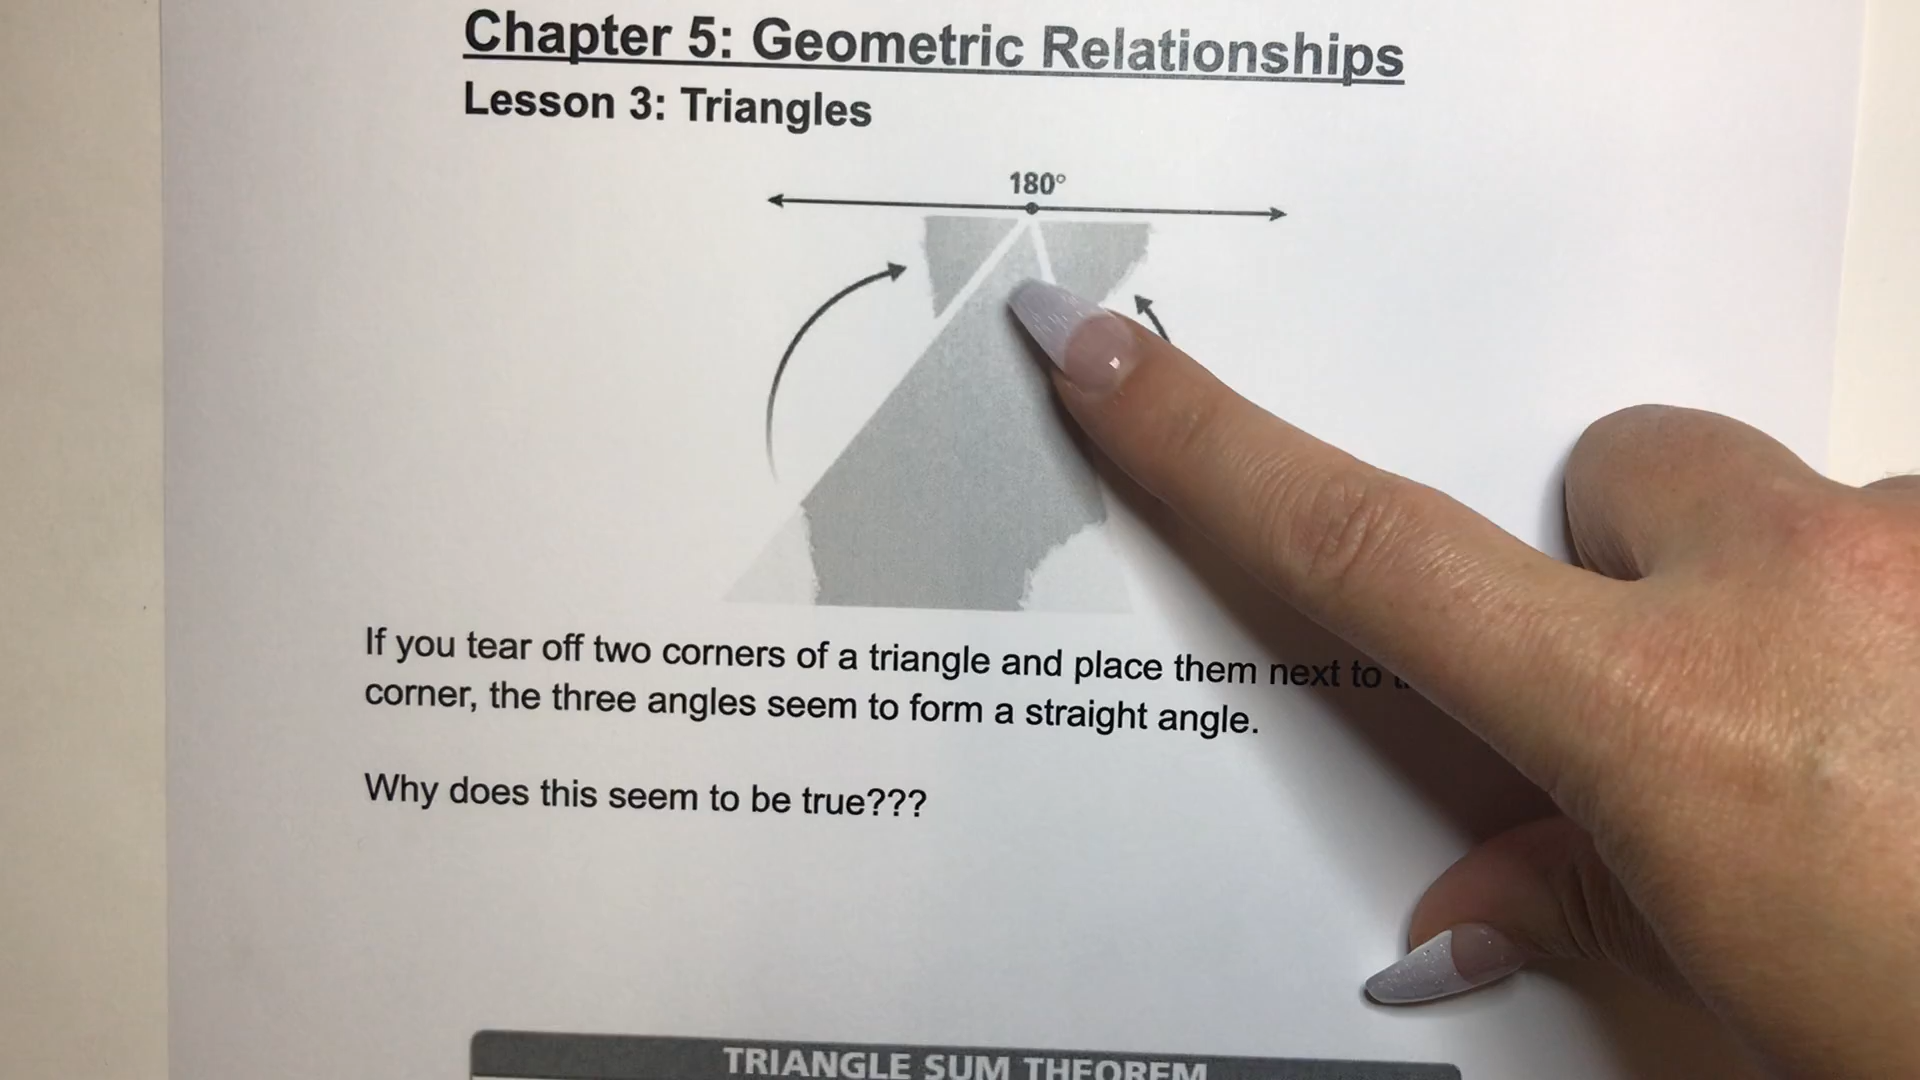 Chapter 5: Geometric Relationships
Lesson 3: Triangles
180°
If you tear off two corners of a triangle and place them next to
corner, the three angles seem to form a straight angle.
Why does this seem to be true???
TRIANGLE SUM THEOREM